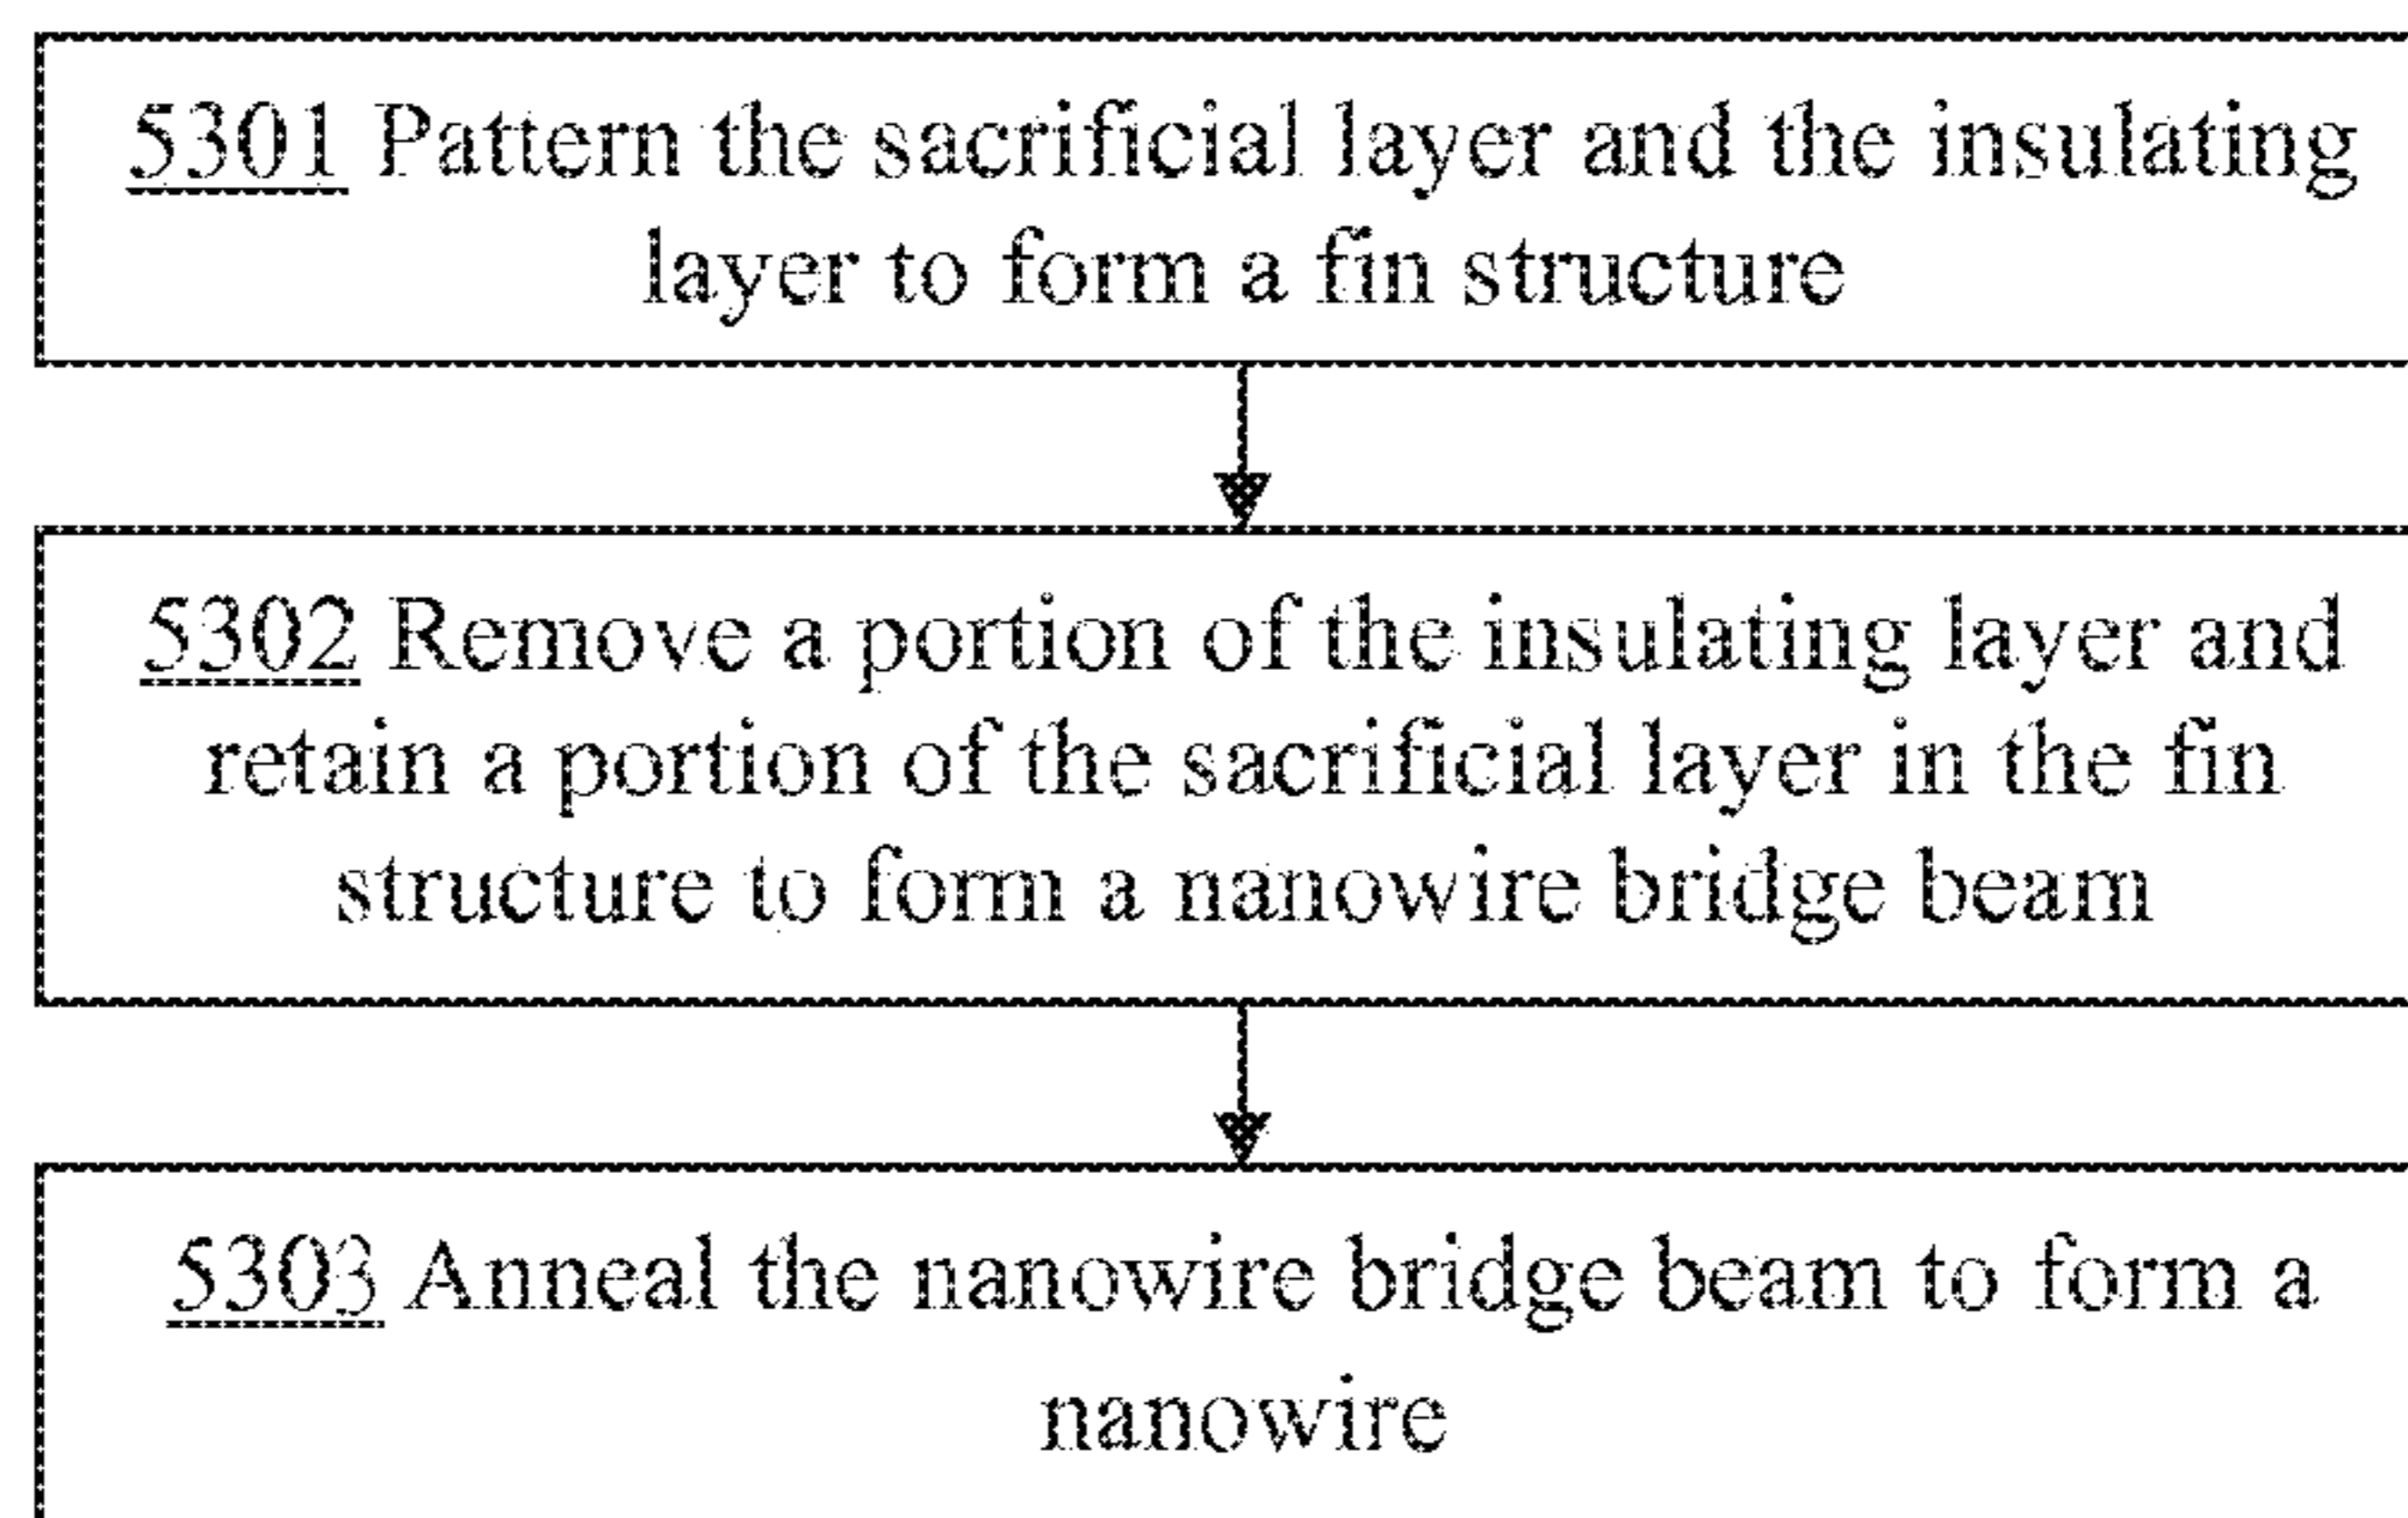 5301 Pattern the sacrificial layer and the insulating
layer to form a fin structure
5302 Remove a portion of the insulating layer and
retain a portion of the sacrificial layer in the fin
structure to form a nanowire bridge beam
5303 Anneal the nanowire bridge beam to form a
nanowire